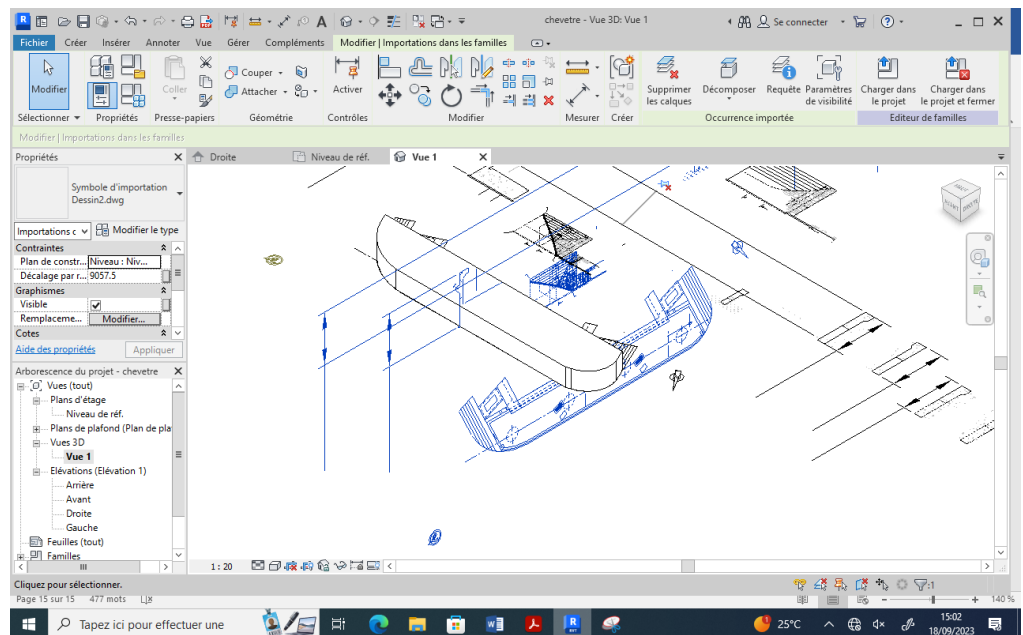 chevetre - Vue 3D: Vue 1
Se connecter
Fichier Créer Insérer Annoter Vue Gérer Compléments Modifier | Importations dans les familles
Modifier
Coller
Couper
Attacher
Activer
Supprimer les calques
Décomposer
Requête
Paramètres de visibilité
Charger dans le projet
Charger dans le projet et fermer
Sélectionner Propriétés Presse-papiers Géométrie Contrôles Modifier Mesurer Créer Occurrence importée Editeur de familles
Modifier | Importations dans les familles
Propriétés
Droite
Niveau de réf.
Vue 1
Symbole d'importation
Dessin2.dwg
Importations c
Modifier le type
Contraintes
Plan de constr... Niveau : Niv...
Décalage par r... 9057.5
Graphismes
Visible
Remplaceme... Modifier...
Cotes
Aide des propriétés
Appliquer
Arborescence du projet - chevetre
Vues (tout)
Plans d'étage
Niveau de réf.
Plans de plafond (Plan de pla
Vues 3D
Vue 1
Elévations (Elévation 1)
Arrière
Avant
Droite
Gauche
Feuilles (tout)
Familles
1 : 20
Cliquez pour sélectionner.
:1
Page 15 sur 15 477 mots
140 %
Tapez ici pour effectuer une
25°C
15:02
18/09/2023